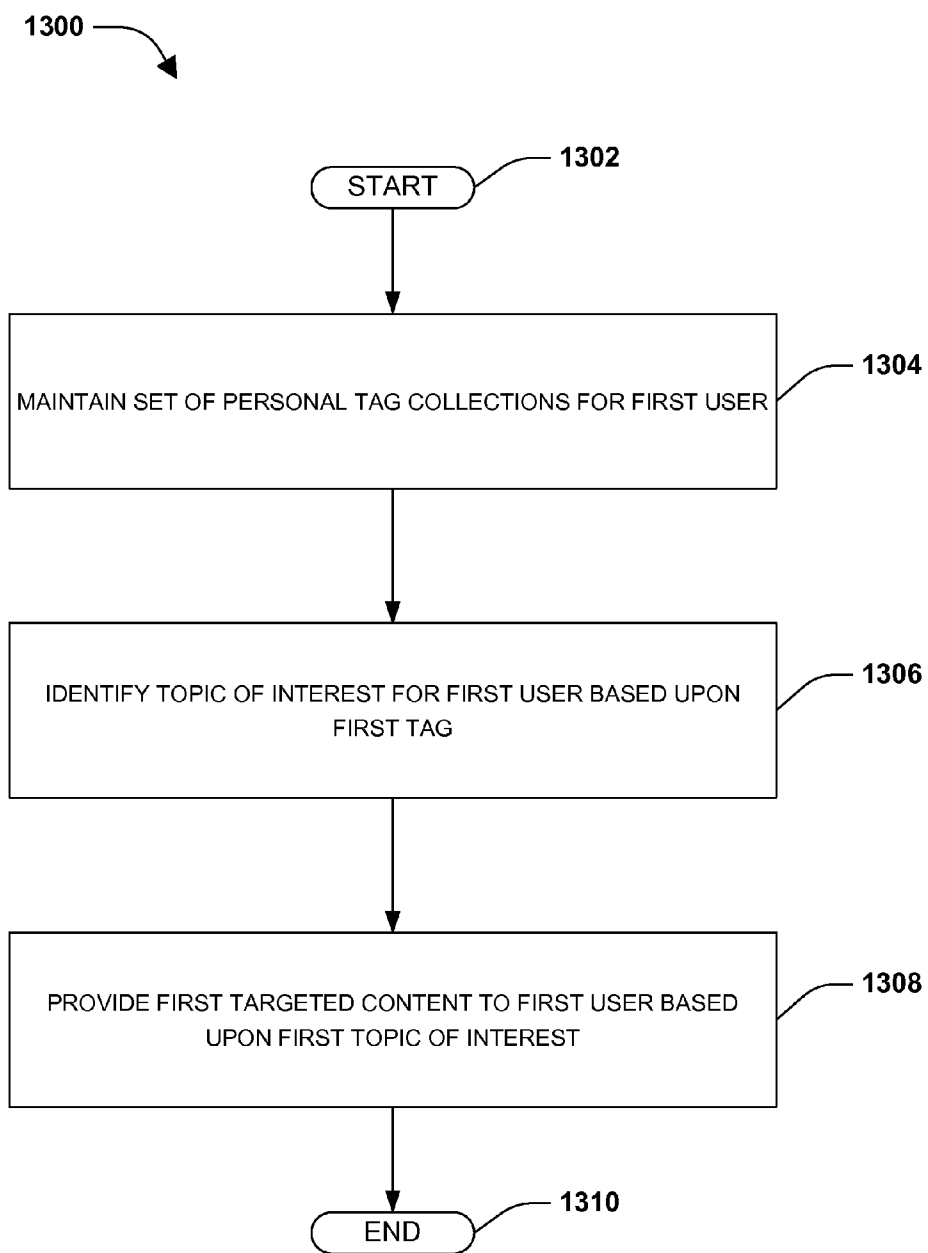 1300
1302
START
1304
MAINTAIN SET OF PERSONAL TAG COLLECTIONS FOR FIRST USER
1306
IDENTIFY TOPIC OF INTEREST FOR FIRST USER BASED UPON
FIRST TAG
1308
PROVIDE FIRST TARGETED CONTENT TO FIRST USER BASED
UPON FIRST TOPIC OF INTEREST
1310
END